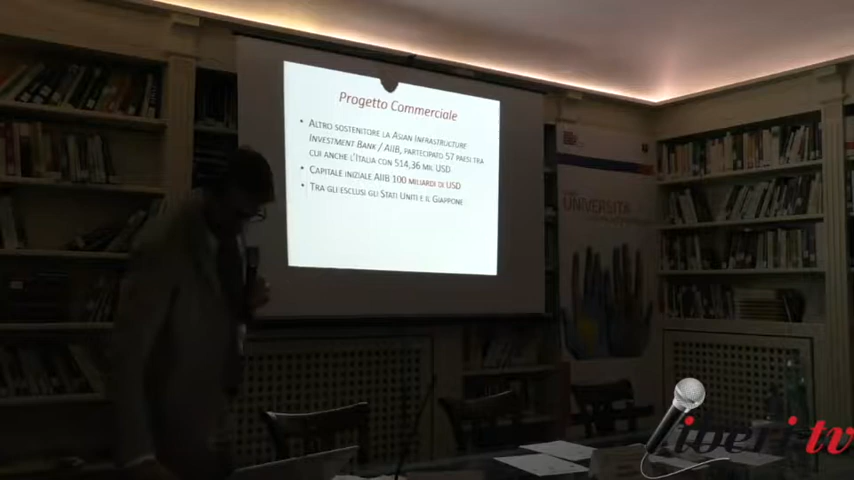 Progetto Commerciale
• Altro sostenitore la Asian Infrastructure
Investment Bank / AIIB, partecipato 57 paesi tra
cui anche l'Italia con 514,36 mil USD
• Capitale iniziale AIIB 100 miliardi di USD
• Tra gli esclusi gli Stati Uniti e il Giappone
UNIVERSITA
liberi.tv